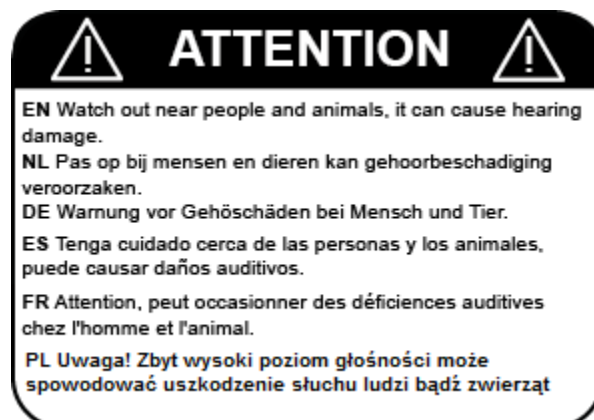 ATTENTION
EN Watch out near people and animals, it can cause hearing
damage.
NL Pas op bij mensen en dieren kan gehoorbeschadiging
veroorzaken.
DE Warnung vor Gehöschäden bei Mensch und Tier.
ES Tenga cuidado cerca de las personas y los animales,
puede causar daños auditivos.
FR Attention, peut occasionner des déficiences auditives
chez l'homme et l'animal.
PL Uwaga! Zbyt wysoki poziom głośności może
spowodować uszkodzenie słuchu ludzi bądź zwierząt